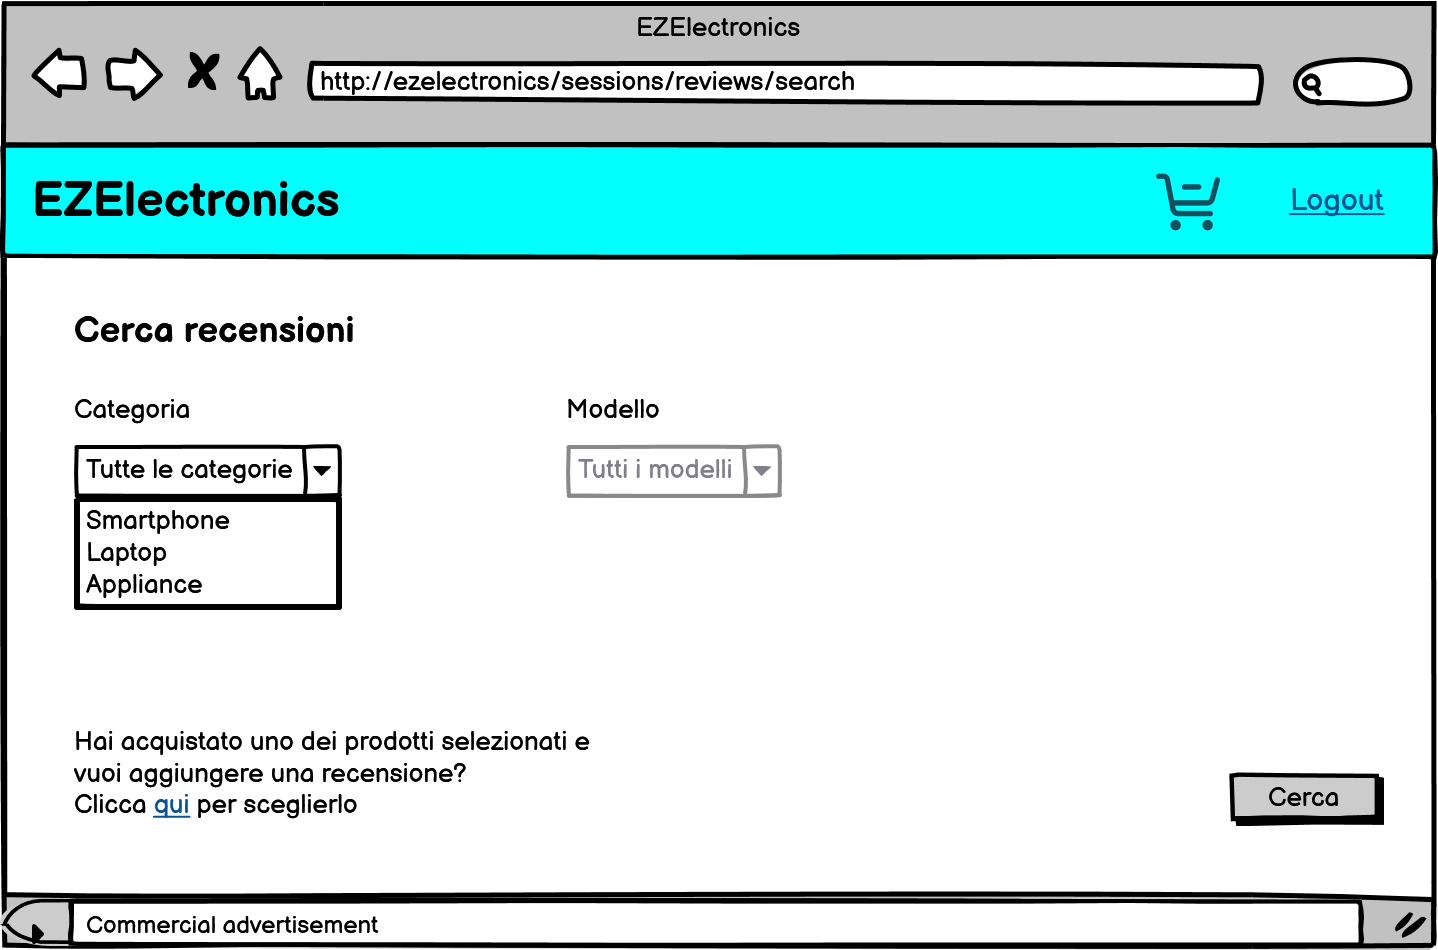 EZElectronics
http://ezelectronics/sessions/reviews/search
EZElectronics
Logout
Cerca recensioni
Categoria
Modello
Tutte le categorie
Tutti i modelli
Smartphone
Laptop
Appliance
Hai acquistato uno dei prodotti selezionati e
vuoi aggiungere una recensione?
Clicca qui per sceglierlo
Cerca
Commercial advertisement